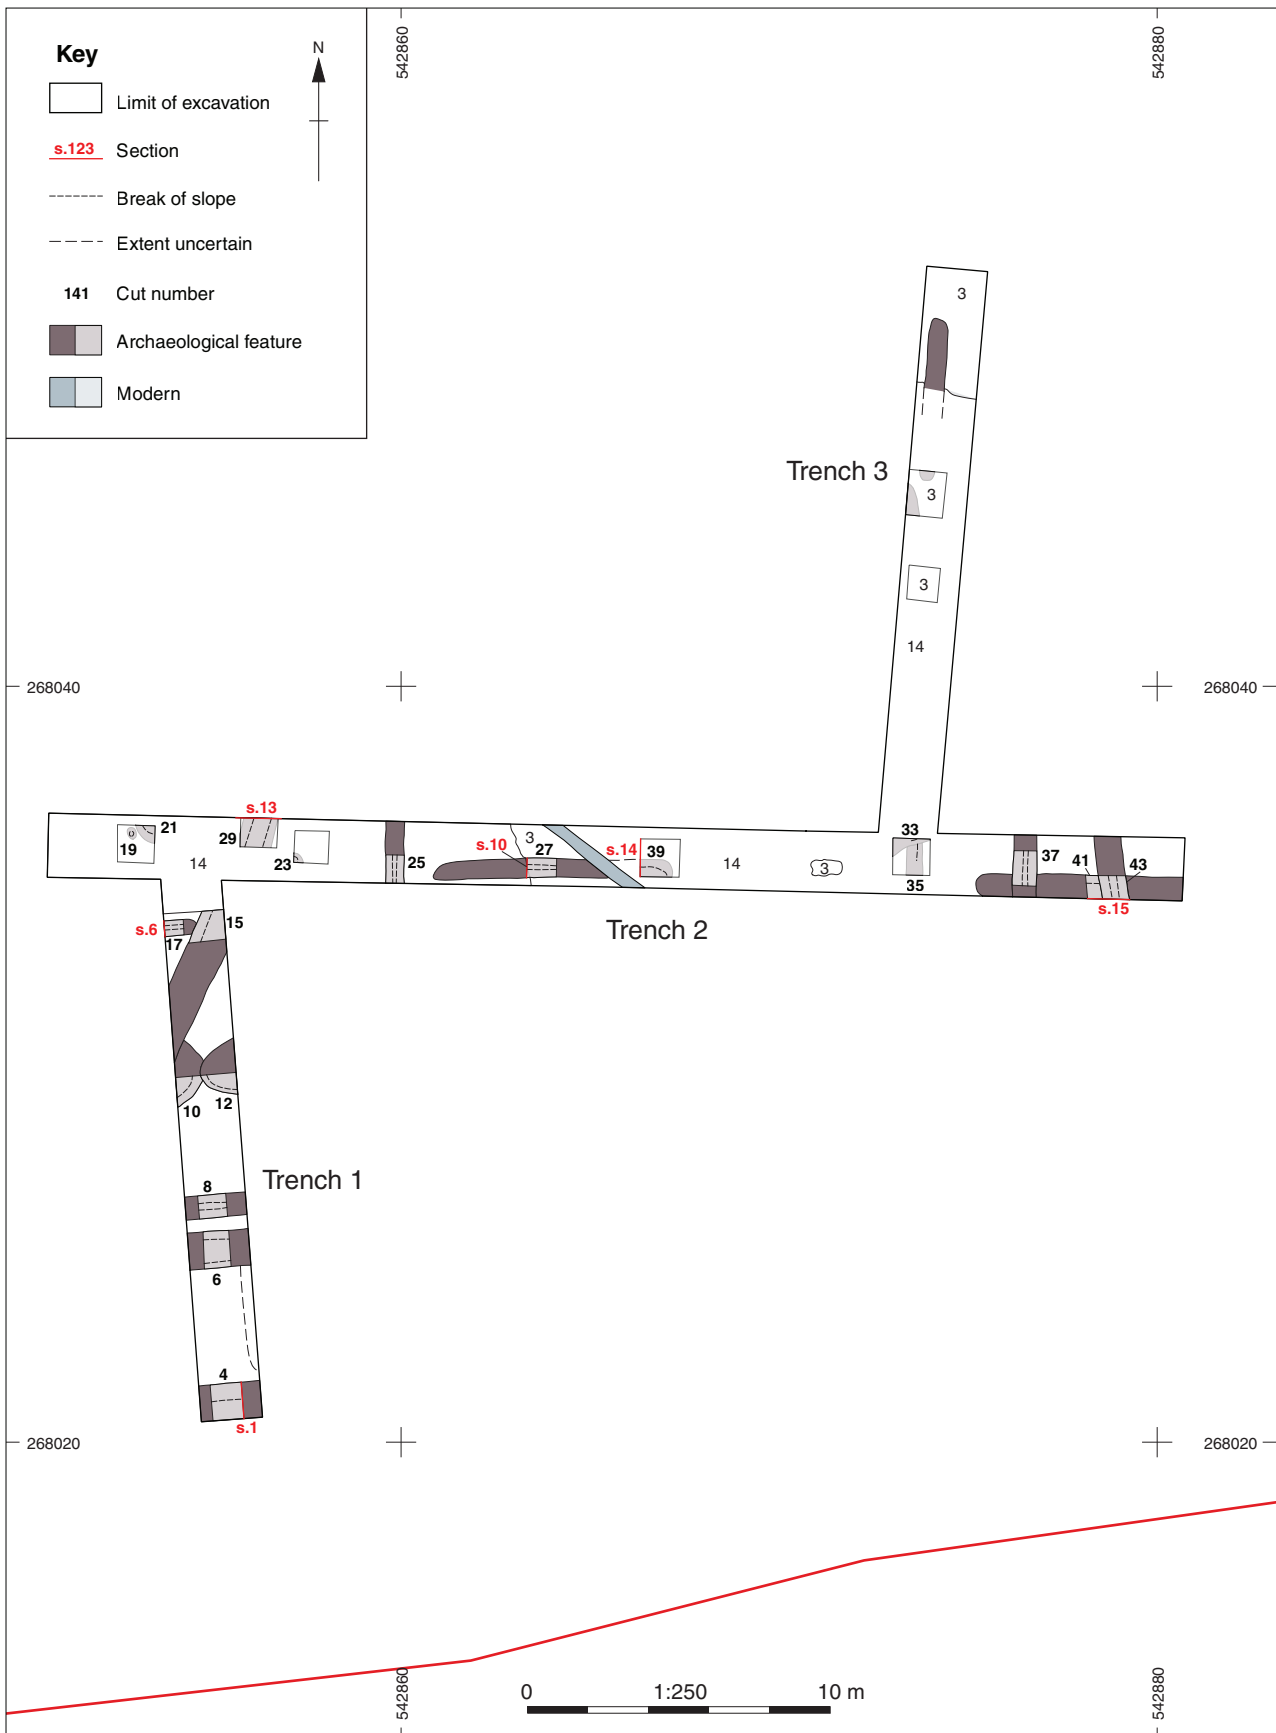 542860
542880
Key
N
Limit of excavation
s.123 Section
Break of slope
Extent uncertain
141 Cut number
Archaeological feature
Modern
3
Trench 3
3
3
14
268040
268040
s.13
33
21
29
19
14
23
25
s.10
3
27
s.14
39
14
3
35
37
41
43
s.15
s.6
17
15
Trench 2
10
12
8
Trench 1
6
4
s.1
268020
268020
542860
542880
0 1:250 10 m